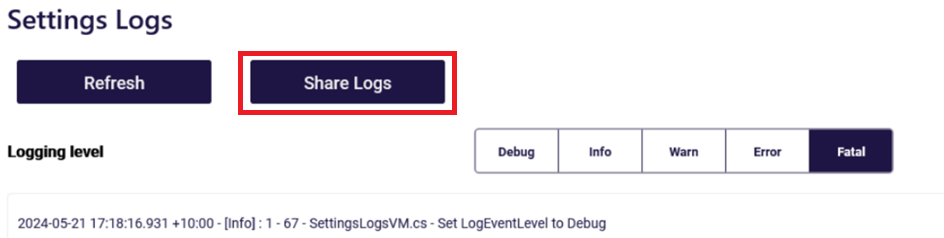 Settings Logs
Refresh Share Logs
Logging level Debug Info Warn Error Fatal
2024-05-21 17:18:16.931 +10:00 - [Info] : 1 - 67 - SettingsLogsVM.cs - Set LogEventLevel to Debug